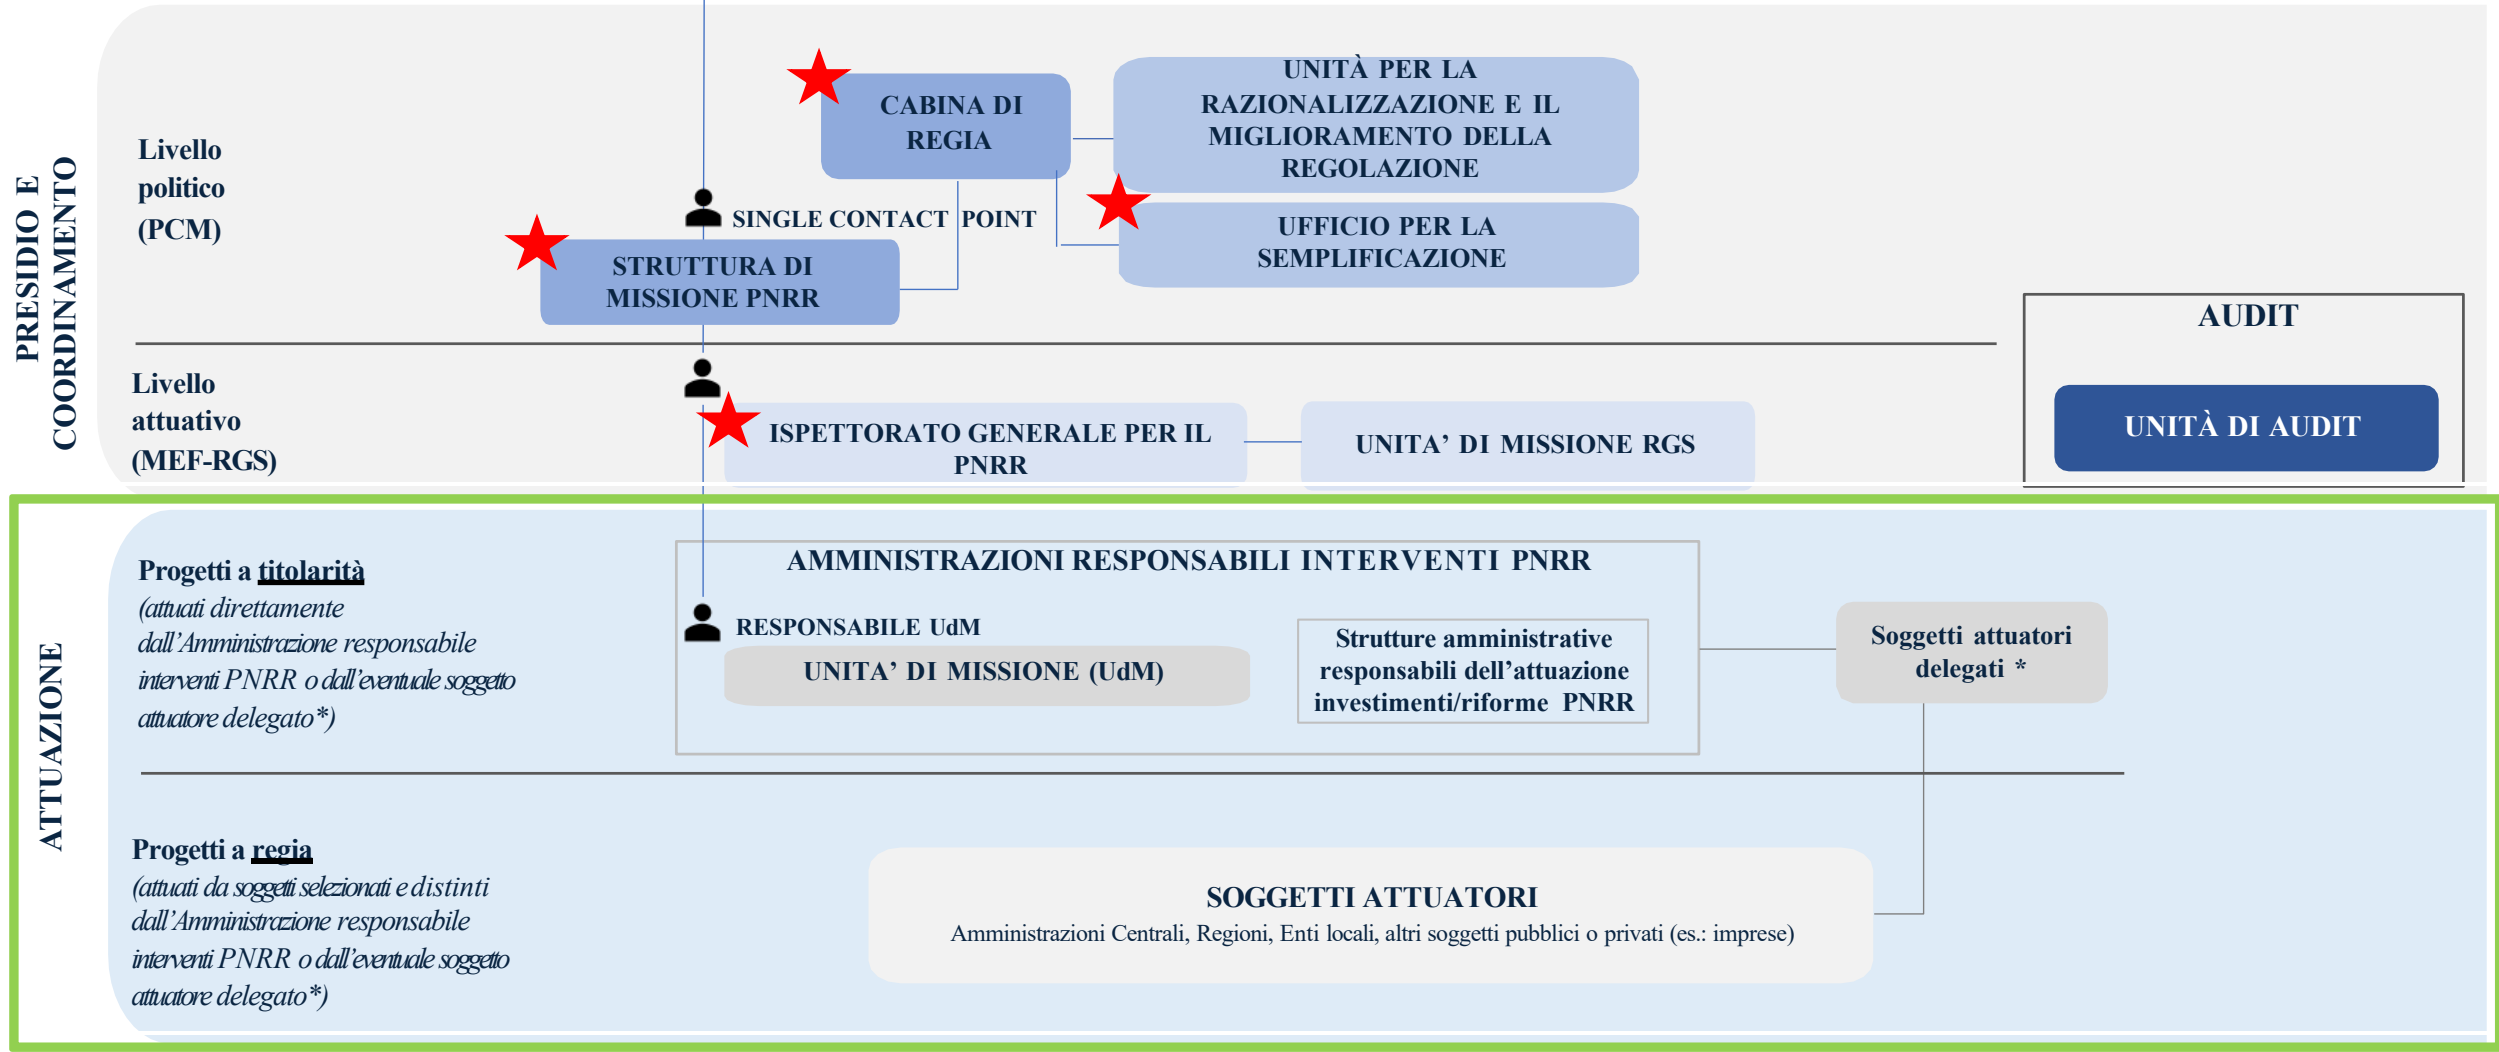 PRESIDIO E
COORDINAMENTO
Livello
politico
(PCM)
CABINA DI
REGIA
UNITÀ PER LA
RAZIONALIZZAZIONE E IL
MIGLIORAMENTO DELLA
REGOLAZIONE
SINGLE CONTACT POINT
UFFICIO PER LA
SEMPLIFICAZIONE
STRUTTURA DI
MISSIONE PNRR
AUDIT
UNITÀ DI AUDIT
Livello
attuativo
(MEF-RGS)
ISPETTORATO GENERALE PER IL
PNRR
UNITA’ DI MISSIONE RGS
ATTUAZIONE
Progetti a titolarità
(attuati direttamente
dall’Amministrazione responsabile
interventi PNRR o dall’eventuale soggetto
attuatore delegato*)
AMMINISTRAZIONI RESPONSABILI INTERVENTI PNRR
RESPONSABILE UdM
UNITA’ DI MISSIONE (UdM)
Strutture amministrative
responsabili dell’attuazione
investimenti/riforme PNRR
Soggetti attuatori
delegati *
Progetti a regia
(attuati da soggetti selezionati e distinti
dall’Amministrazione responsabile
interventi PNRR o dall’eventuale soggetto
attuatore delegato*)
SOGGETTI ATTUATORI
Amministrazioni Centrali, Regioni, Enti locali, altri soggetti pubblici o privati (es.: imprese)